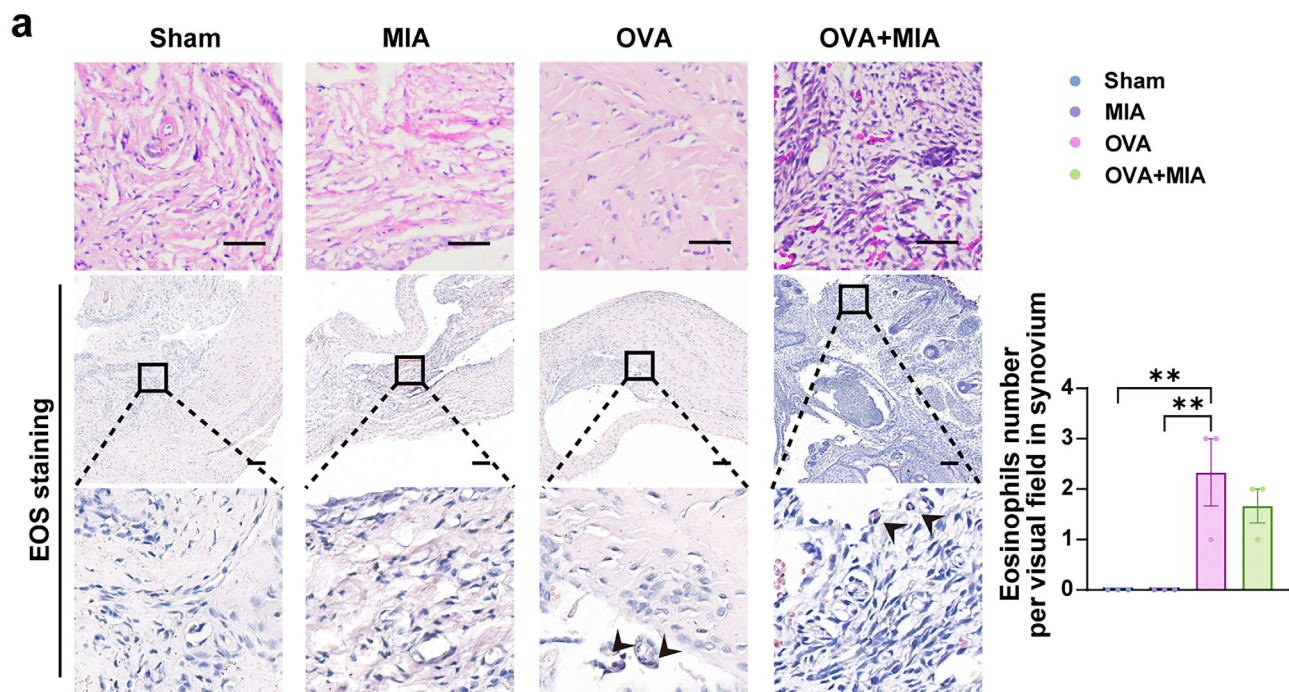 a
Sham
MIA
OVA
OVA+MIA
Sham
MIA
OVA
OVA+MIA
EOS staining
Eosinophils number
per visual field in synovium
4
3
2
1
0
**
**